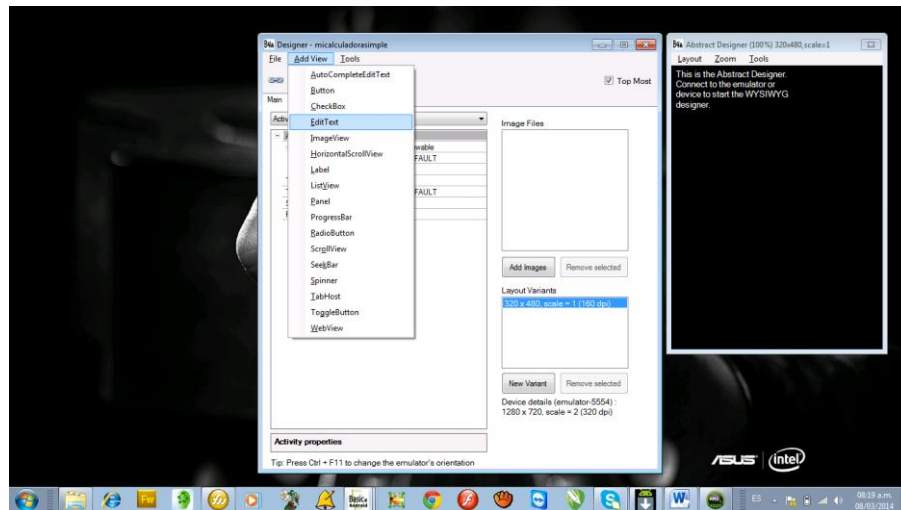 B4A Designer - micalculadorasimple
File Add View Tools
Top Most
Main
AutoCompleteEditText
Button
CheckBox
EditText
ImageView
HorizontalScrollView
Label
ListView
Panel
ProgressBar
RadioButton
ScrollView
SeekBar
Spinner
TabHost
ToggleButton
WebView
Activ
wable
FAULT
FAULT
Image Files
Add Images Remove selected
Layout Variants
320 x 480, scale = 1 (160 dpi)
New Variant Remove selected
Device details (emulator-5554) :
1280 x 720, scale = 2 (320 dpi)
Activity properties
Tip: Press Ctrl + F11 to change the emulator's orientation
B4A Abstract Designer (100%) 320x480,scale=1
Layout Zoom Tools
This is the Abstract Designer.
Connect to the emulator or
device to start the WYSIWYG
designer.
ASUS intel
Fw
Basic4
Android
W
ES
08:19 a.m.
08/03/2014